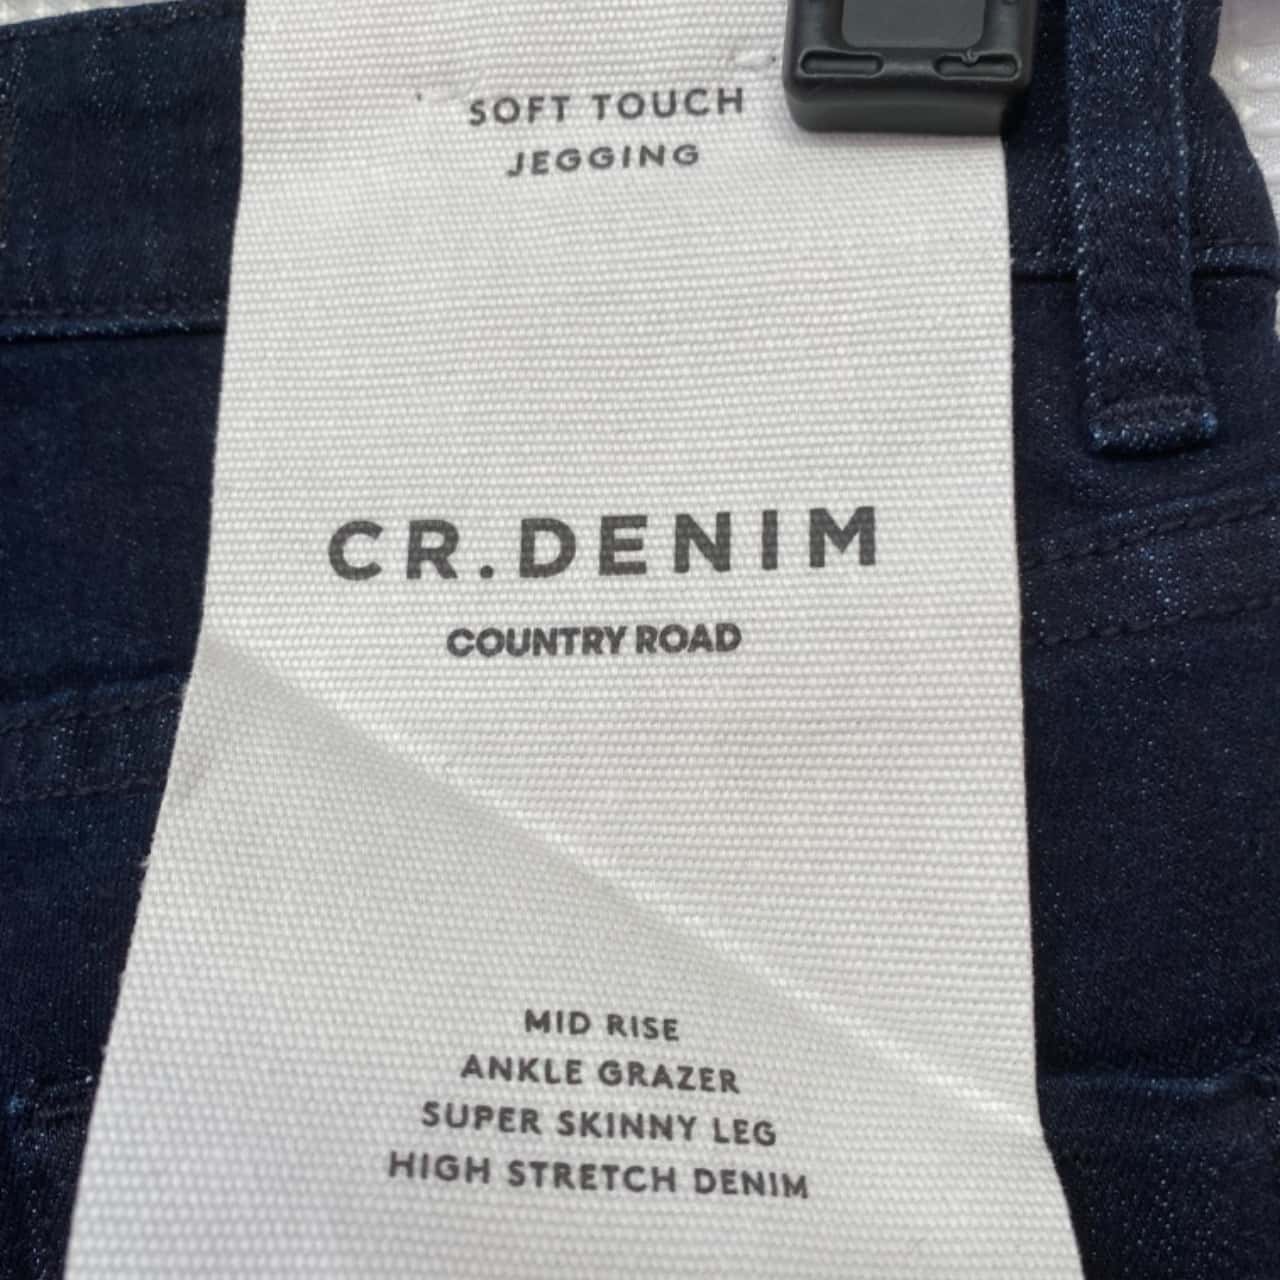 SOFT TOUCH
JEGGING
CR.DENIM
COUNTRY ROAD
MID RISE
ANKLE GRAZER
SUPER SKINNY LEG
HIGH STRETCH DENIM